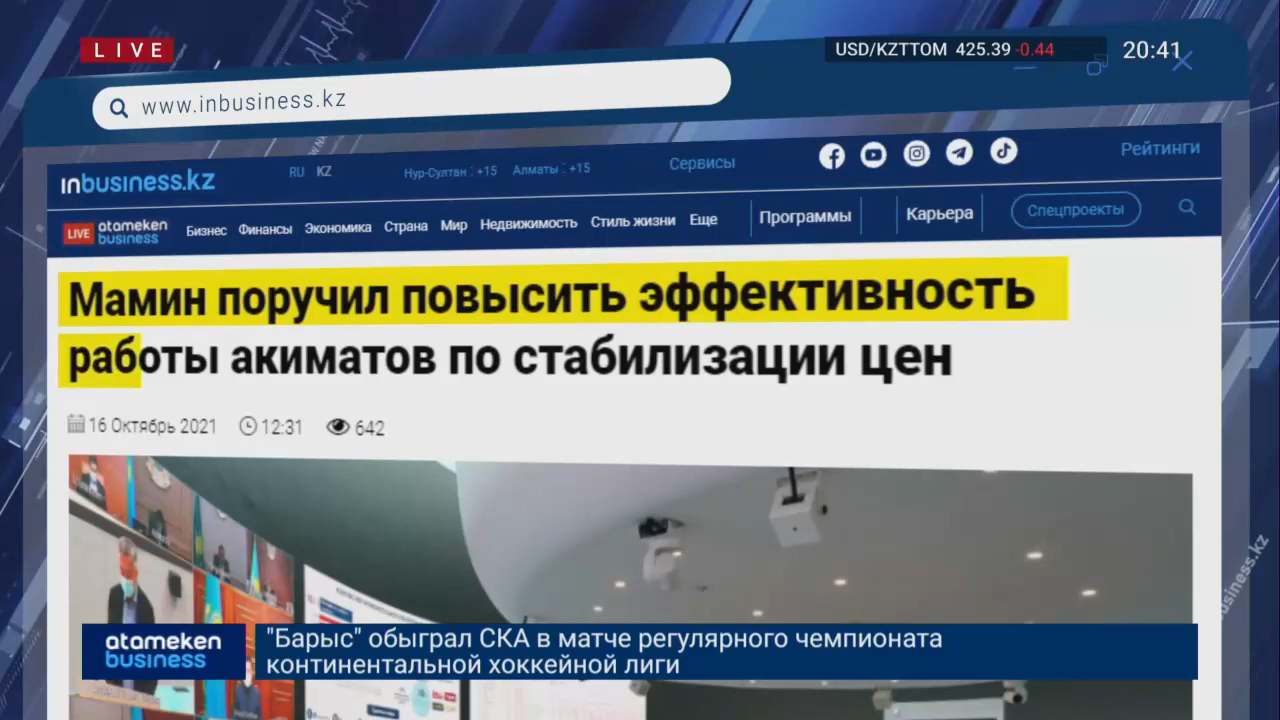 LIVE
USD/KZTTOM 425.39 -0.44
20:41
www.inbusiness.kz
inbusiness.kz
RU KZ
Нур-Султан : +15 Алматы : +15
Сервисы
Рейтинги
LIVE atameken business
Бизнес Финансы Экономика Страна Мир Недвижимость Стиль жизни Еще
Программы
Карьера
Спецпроекты
Мамин поручил повысить эффективность
работы акиматов по стабилизации цен
16 Октябрь 2021 12:31 642
atameken
business
"Барыс" обыграл СКА в матче регулярного чемпионата
континентальной хоккейной лиги